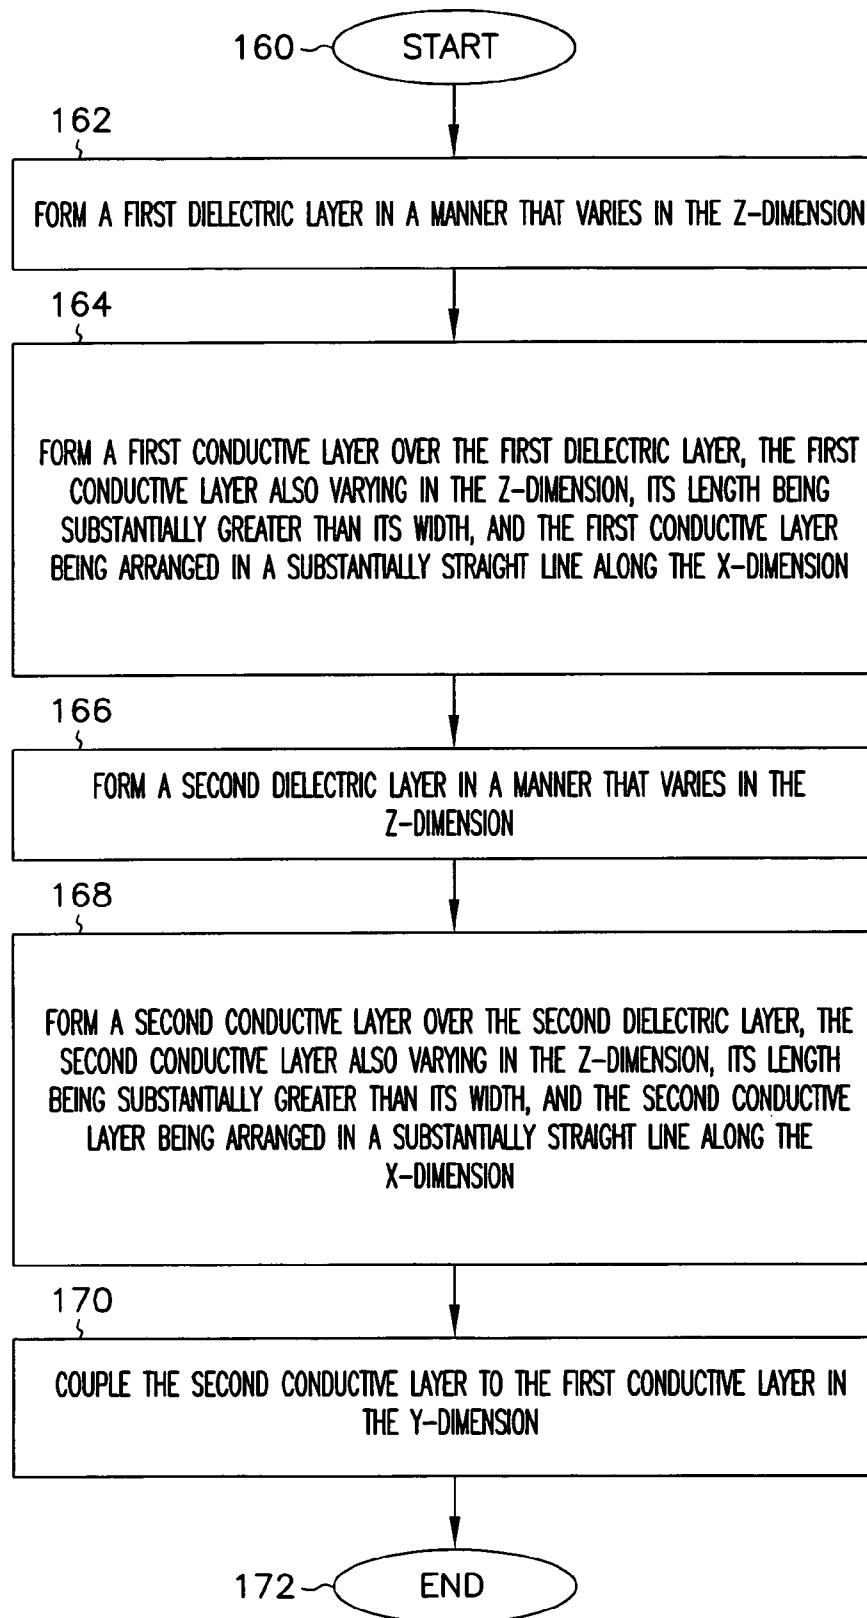 160
START
162
FORM A FIRST DIELECTRIC LAYER IN A MANNER THAT VARIES IN THE Z-DIMENSION
164
FORM A FIRST CONDUCTIVE LAYER OVER THE FIRST DIELECTRIC LAYER, THE FIRST
CONDUCTIVE LAYER ALSO VARYING IN THE Z-DIMENSION, ITS LENGTH BEING
SUBSTANTIALLY GREATER THAN ITS WIDTH, AND THE FIRST CONDUCTIVE LAYER
BEING ARRANGED IN A SUBSTANTIALLY STRAIGHT LINE ALONG THE X-DIMENSION
166
FORM A SECOND DIELECTRIC LAYER IN A MANNER THAT VARIES IN THE
Z-DIMENSION
168
FORM A SECOND CONDUCTIVE LAYER OVER THE SECOND DIELECTRIC LAYER, THE
SECOND CONDUCTIVE LAYER ALSO VARYING IN THE Z-DIMENSION, ITS LENGTH
BEING SUBSTANTIALLY GREATER THAN ITS WIDTH, AND THE SECOND CONDUCTIVE
LAYER BEING ARRANGED IN A SUBSTANTIALLY STRAIGHT LINE ALONG THE
X-DIMENSION
170
COUPLE THE SECOND CONDUCTIVE LAYER TO THE FIRST CONDUCTIVE LAYER IN
THE Y-DIMENSION
172
END